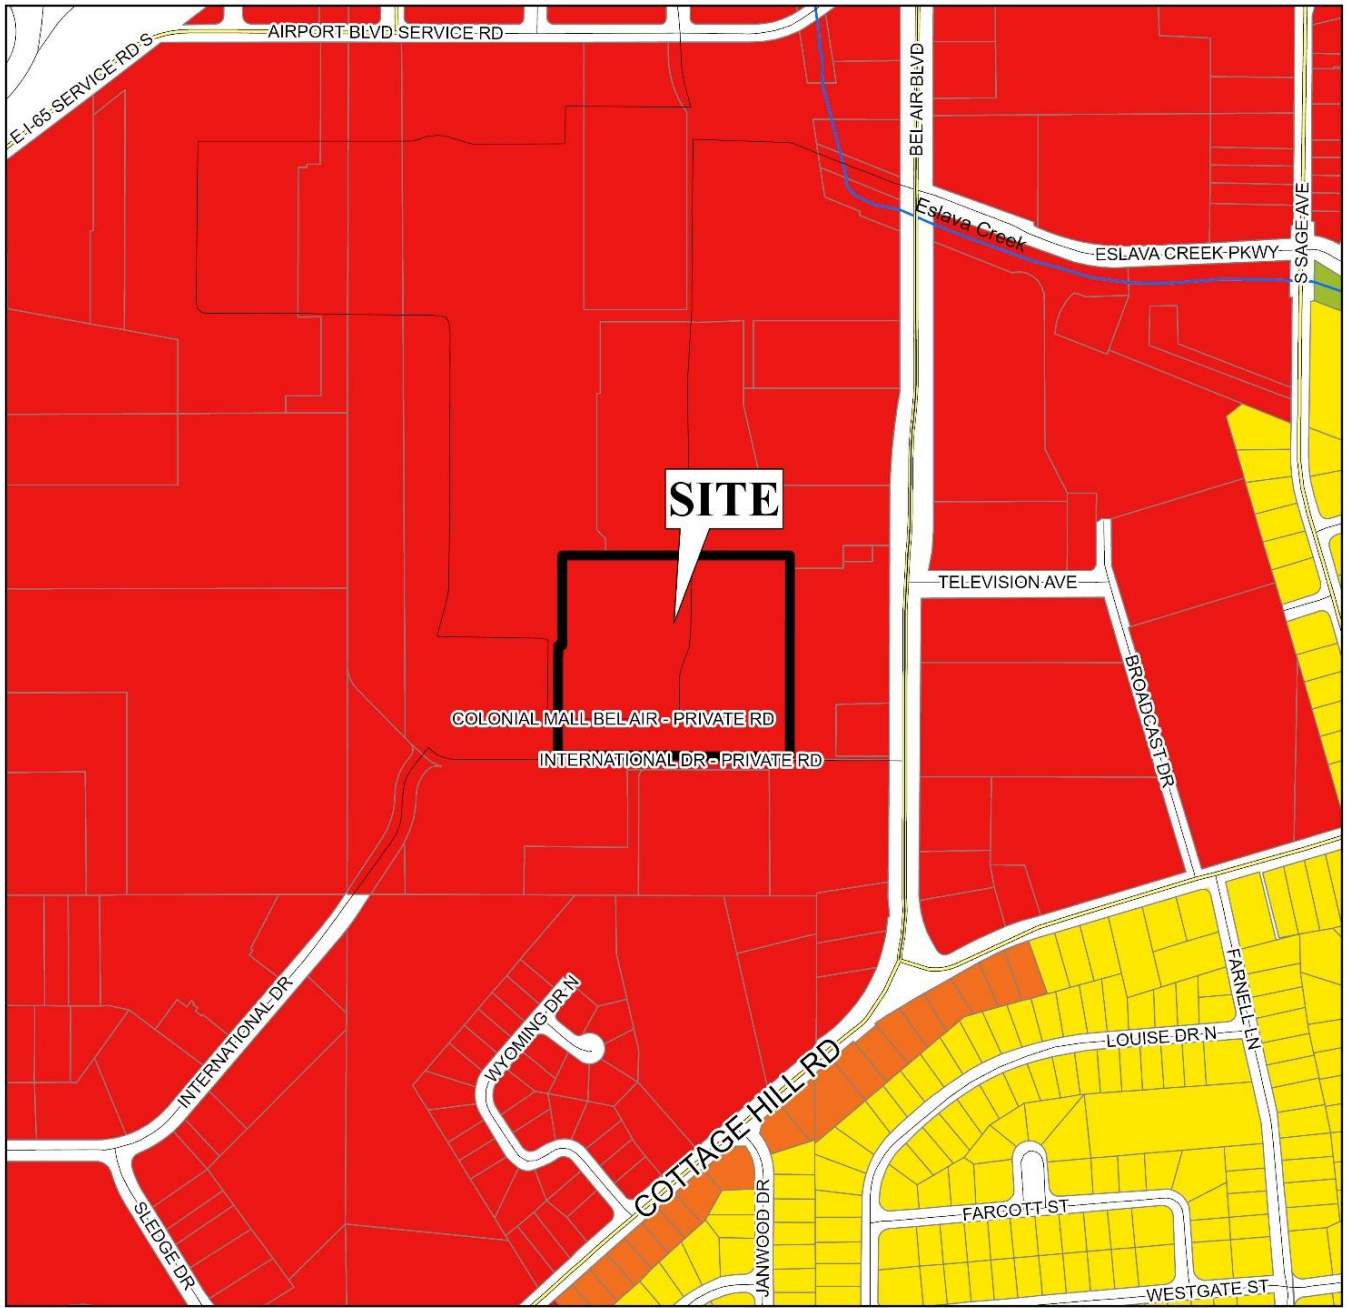 AIRPORT BLVD SERVICE RD
E I-65 SERVICE RD S
BEL AIR BLVD
S SAGE AVE
Eslava Creek
ESLAVA CREEK PKWY
SITE
TELEVISION AVE
BROADCAST DR
COLONIAL MALL BEL AIR - PRIVATE RD
INTERNATIONAL DR - PRIVATE RD
INTERNATIONAL DR
WYOMING DR N
FARNELL LN
LOUISE DR N
COTTAGE HILL RD
SLEDGE DR
JANWOOD DR
FARCOTT ST
WESTGATE ST